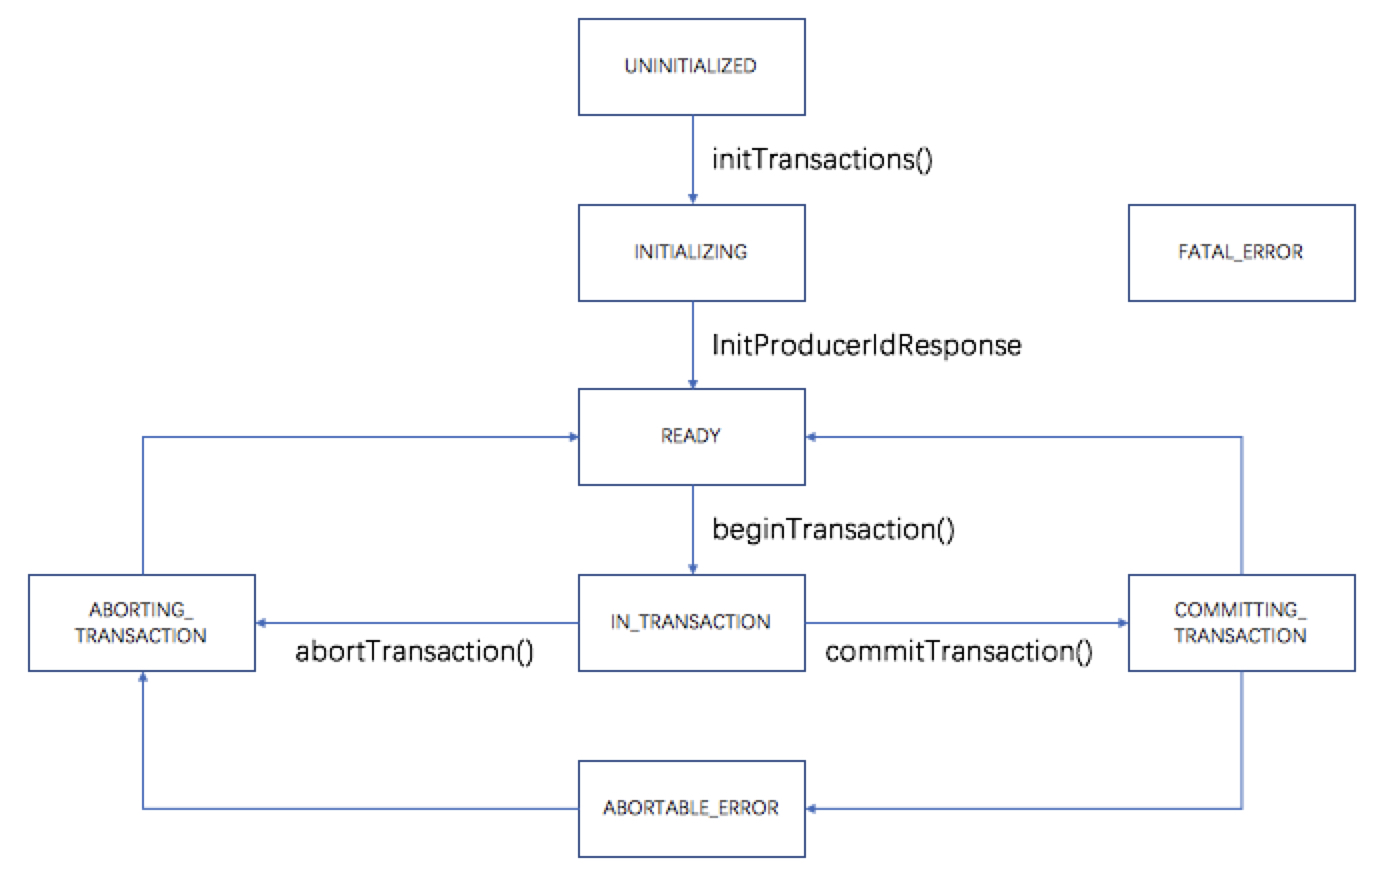 UNINITIALIZED
initTransactions()
INITIALIZING
FATAL_ERROR
InitProducerIdResponse
READY
beginTransaction()
ABORTING_
TRANSACTION
IN_TRANSACTION
COMMITTING_
TRANSACTION
abortTransaction()
commitTransaction()
ABORTABLE_ERROR